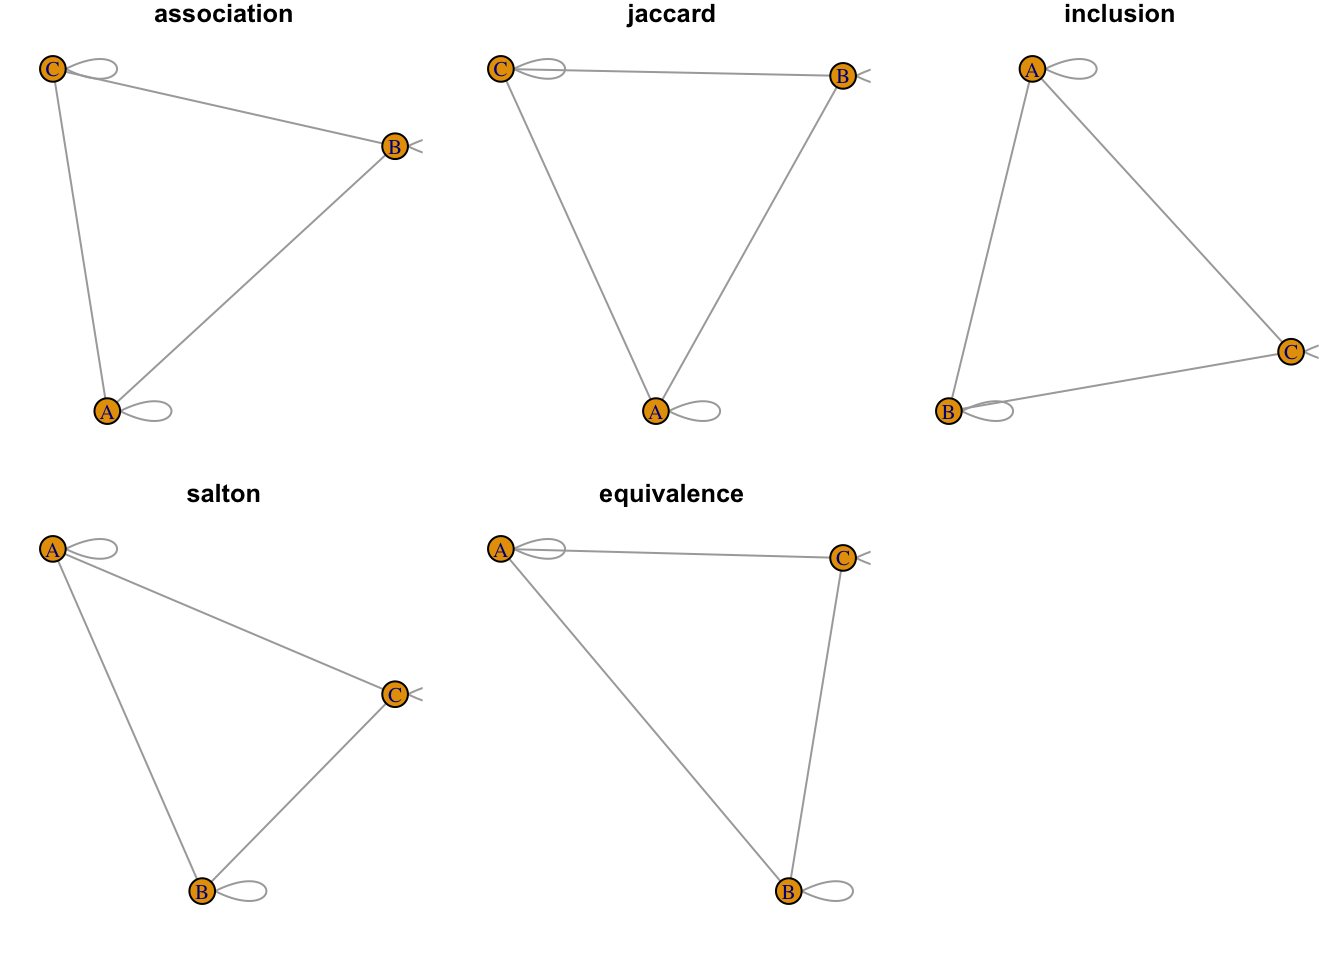 association jaccard inclusion
C C A
B B
C
A A B
salton equivalence
A A C
C
B B